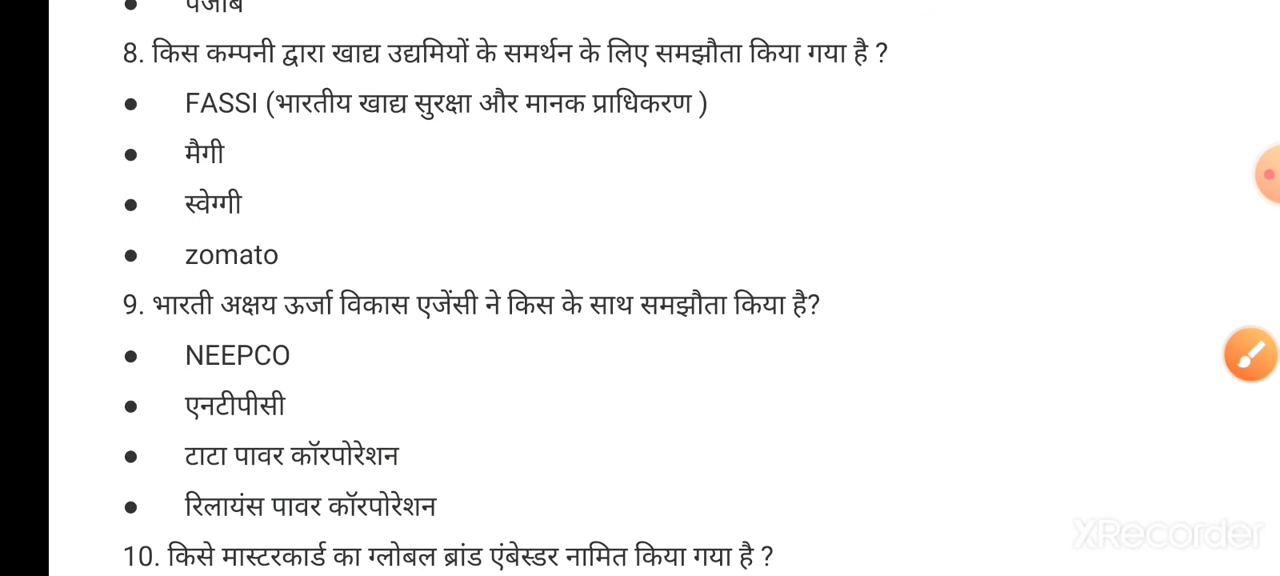 ● पंजाब
8. किस कम्पनी द्वारा खाद्य उद्यमियों के समर्थन के लिए समझौता किया गया है ?
● FASSI (भारतीय खाद्य सुरक्षा और मानक प्राधिकरण )
● मैगी
● स्वेग्गी
● zomato
9. भारती अक्षय ऊर्जा विकास एजेंसी ने किस के साथ समझौता किया है?
● NEEPCO
● एनटीपीसी
● टाटा पावर कॉरपोरेशन
● रिलायंस पावर कॉरपोरेशन
XRecorder
10. किसे मास्टरकार्ड का ग्लोबल ब्रांड एंबेस्डर नामित किया गया है ?